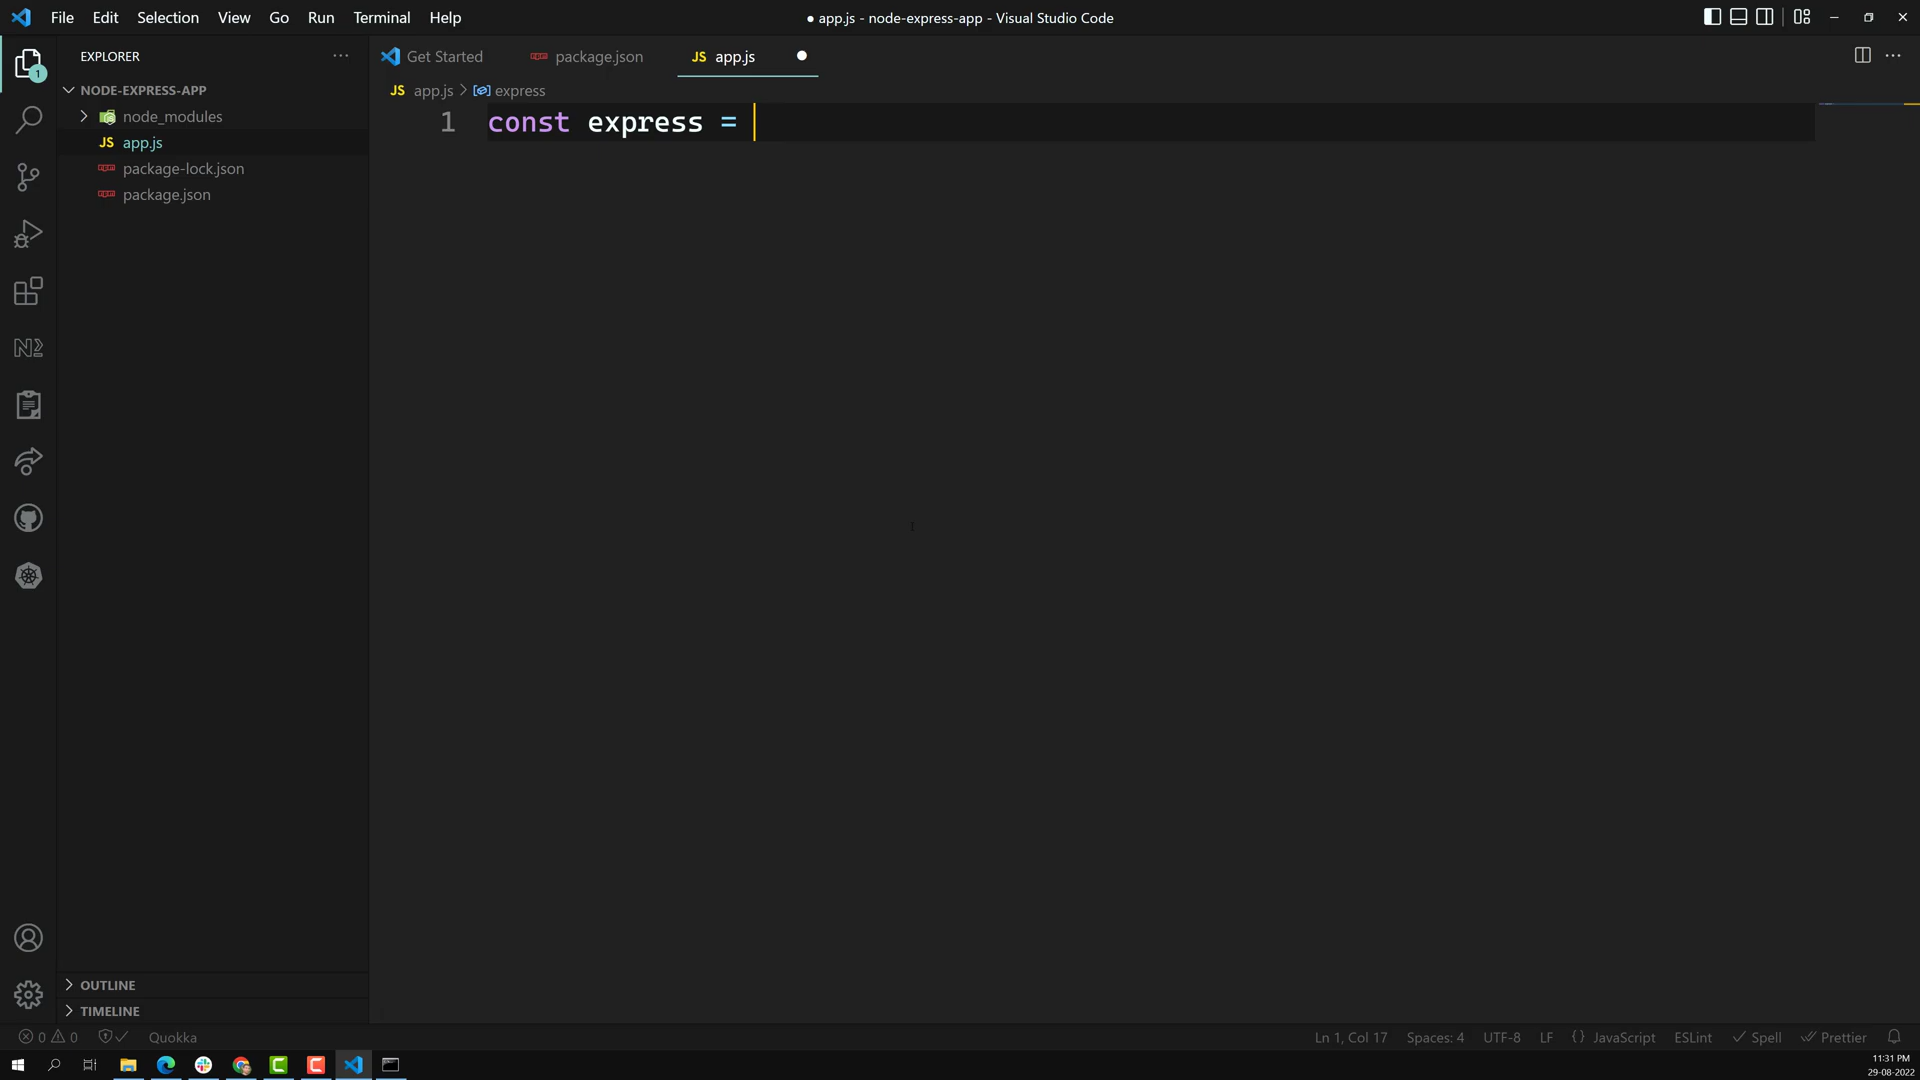 File Edit Selection View Go Run Terminal Help
● app.js - node-express-app - Visual Studio Code
EXPLORER
Get Started
package.json
JS app.js
NODE-EXPRESS-APP
JS app.js > express
node_modules
1 const express =
JS app.js
package-lock.json
package.json
1
OUTLINE
TIMELINE
0 0 Quokka
Ln 1, Col 17 Spaces: 4 UTF-8 LF {} JavaScript ESLint Spell Prettier
11:31 PM
29-08-2022